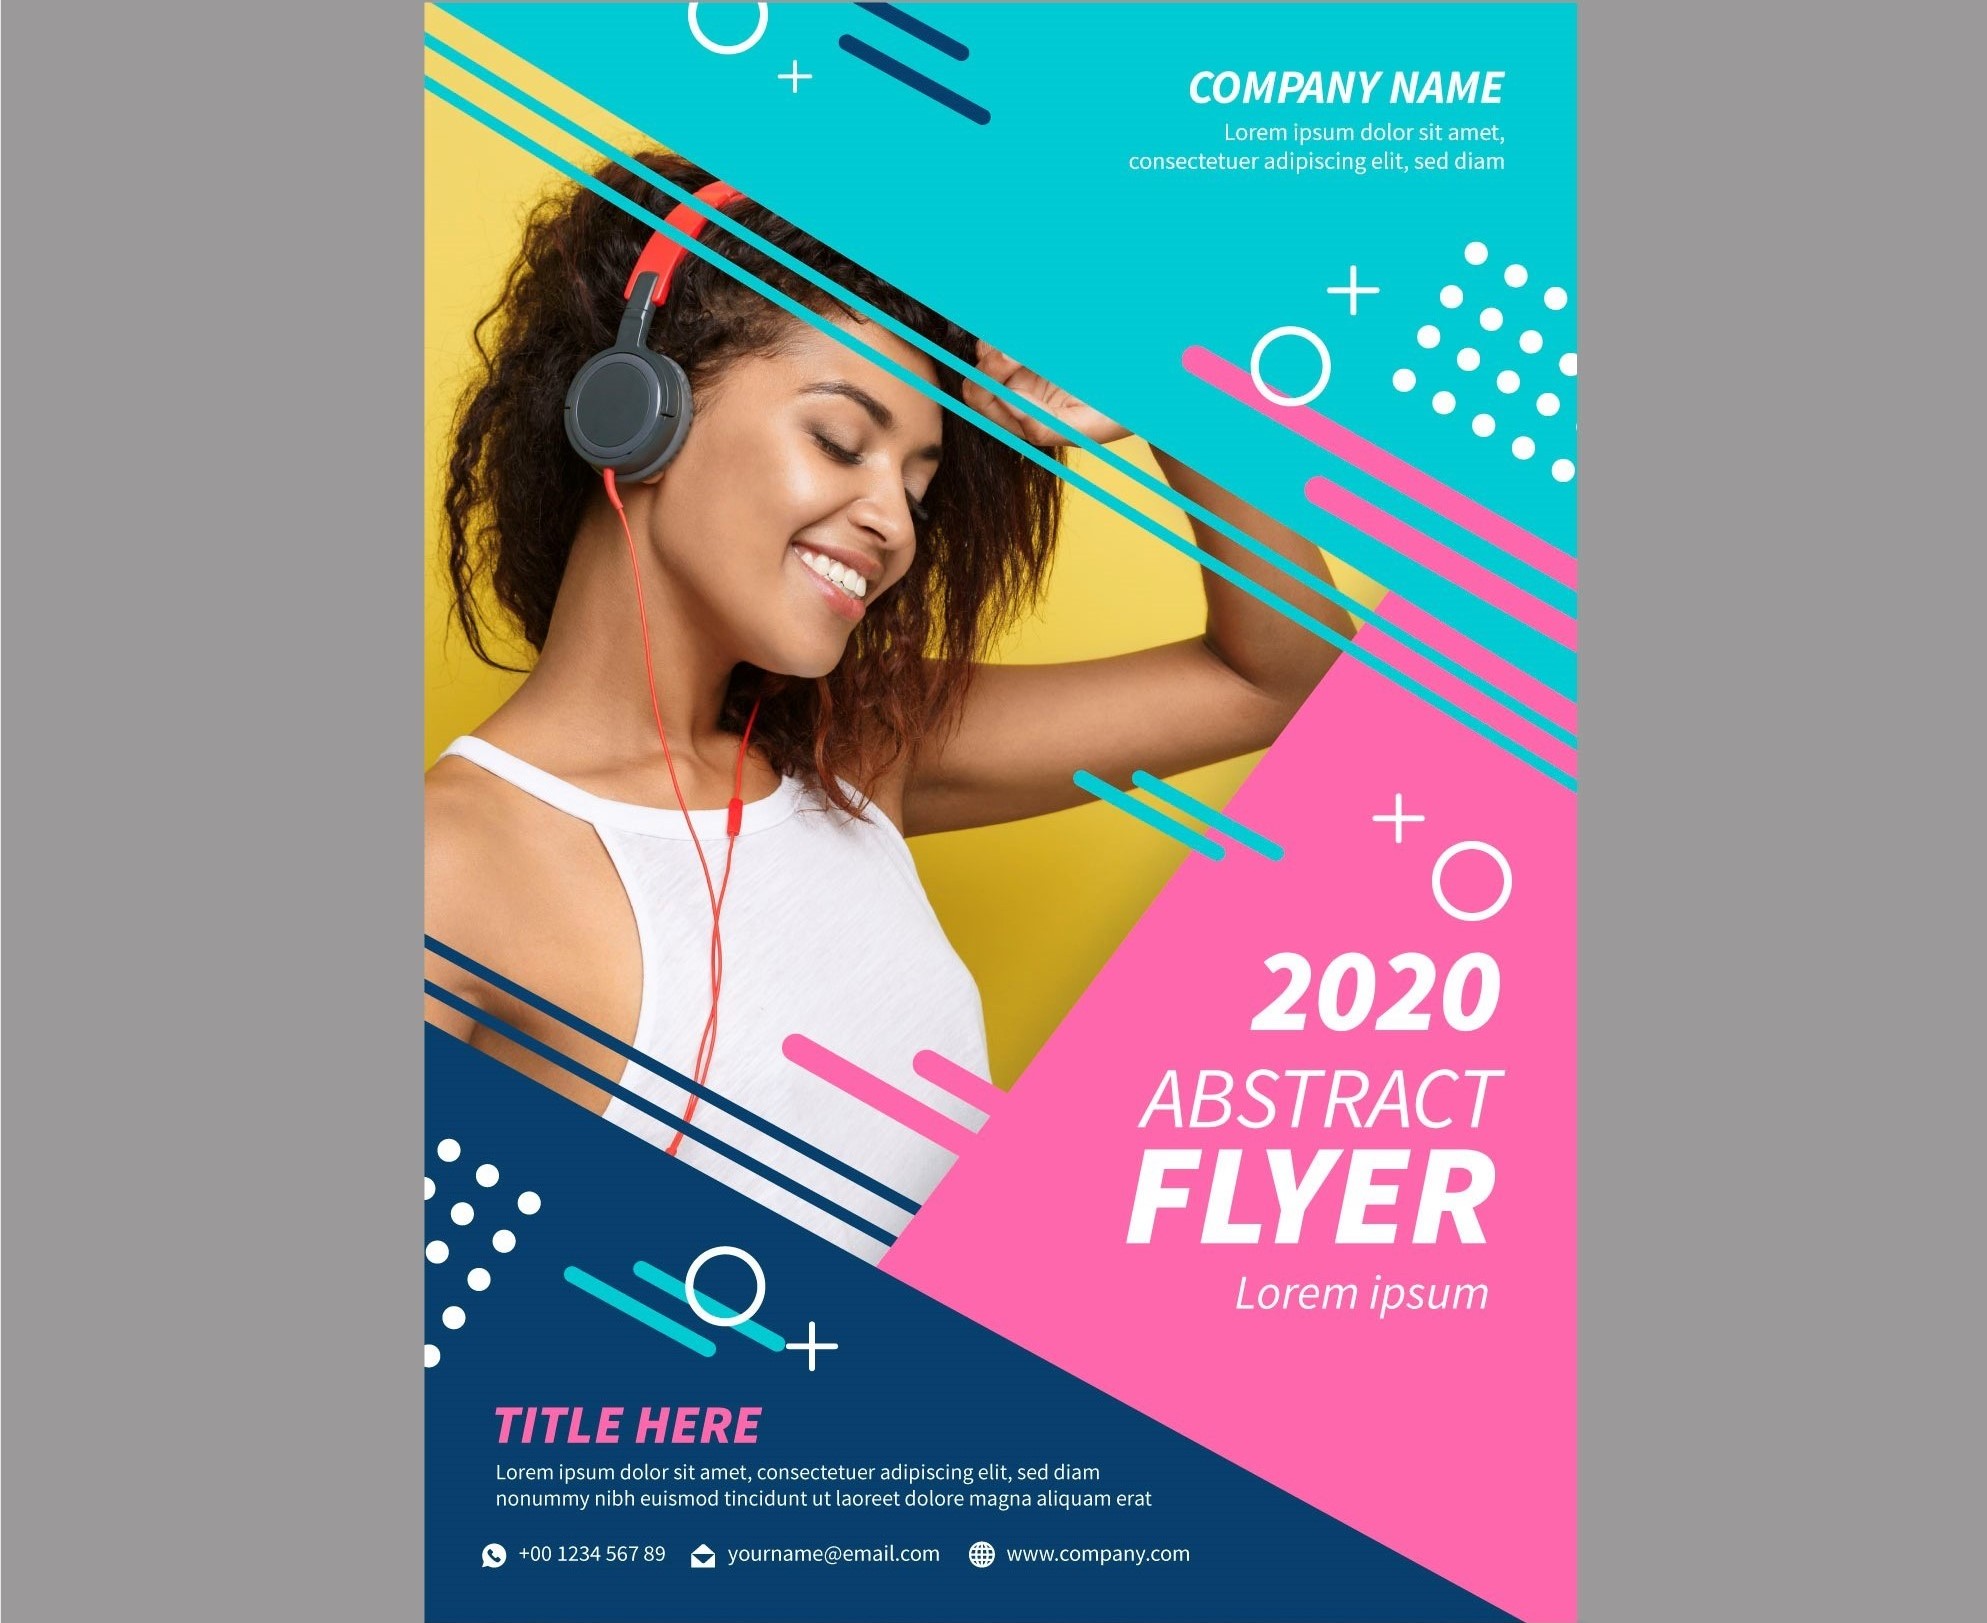 COMPANY NAME
Lorem ipsum dolor sit amet,
consectetuer adipiscing elit, sed diam
2020
ABSTRACT
FLYER
Lorem ipsum
TITLE HERE
Lorem ipsum dolor sit amet, consectetuer adipiscing elit, sed diam
nonummy nibh euismod tincidunt ut laoreet dolore magna aliquam erat
+00 1234 567 89 yourname@email.com www.company.com